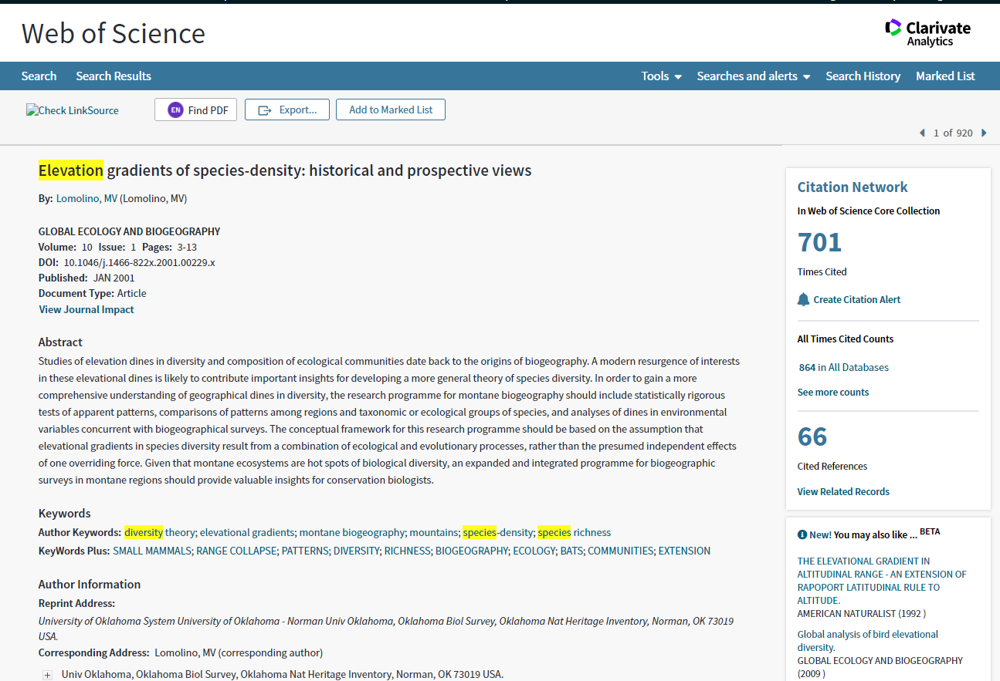 Web of Science
Clarivate
Analytics
Search Search Results Tools Searches and alerts Search History Marked List
Check LinkSource EN Find PDF Export... Add to Marked List
1 of 920
Elevation gradients of species-density: historical and prospective views
By: Lomolino, MV (Lomolino, MV)
GLOBAL ECOLOGY AND BIOGEOGRAPHY
Volume: 10 Issue: 1 Pages: 3-13
DOI: 10.1046/j.1466-822x.2001.00229.x
Published: JAN 2001
Document Type: Article
View Journal Impact
Abstract
Studies of elevation dines in diversity and composition of ecological communities date back to the origins of biogeography. A modern resurgence of interests
in these elevational dines is likely to contribute important insights for developing a more general theory of species diversity. In order to gain a more
comprehensive understanding of geographical dines in diversity, the research programme for montane biogeography should include statistically rigorous
tests of apparent patterns, comparisons of patterns among regions and taxonomic or ecological groups of species, and analyses of dines in environmental
variables concurrent with biogeographical surveys. The conceptual framework for this research programme should be based on the assumption that
elevational gradients in species diversity result from a combination of ecological and evolutionary processes, rather than the presumed independent effects
of one overriding force. Given that montane ecosystems are hot spots of biological diversity, an expanded and integrated programme for biogeographic
surveys in montane regions should provide valuable insights for conservation biologists.
Keywords
Author Keywords: diversity theory; elevational gradients; montane biogeography; mountains; species-density; species richness
KeyWords Plus: SMALL MAMMALS; RANGE COLLAPSE; PATTERNS; DIVERSITY; RICHNESS; BIOGEOGRAPHY; ECOLOGY; BATS; COMMUNITIES; EXTENSION
Author Information
Reprint Address:
University of Oklahoma System University of Oklahoma - Norman Univ Oklahoma, Oklahoma Biol Survey, Oklahoma Nat Heritage Inventory, Norman, OK 73019
USA.
Corresponding Address: Lomolino, MV (corresponding author)
Univ Oklahoma, Oklahoma Biol Survey, Oklahoma Nat Heritage Inventory, Norman, OK 73019 USA.
Citation Network
In Web of Science Core Collection
701
Times Cited
Create Citation Alert
All Times Cited Counts
864 in All Databases
See more counts
66
Cited References
View Related Records
New! You may also like ... BETA
THE ELEVATIONAL GRADIENT IN
ALTITUDINAL RANGE - AN EXTENSION OF
RAPOPORT LATITUDINAL RULE TO
ALTITUDE.
AMERICAN NATURALIST (1992 )
Global analysis of bird elevational
diversity.
GLOBAL ECOLOGY AND BIOGEOGRAPHY
(2009 )